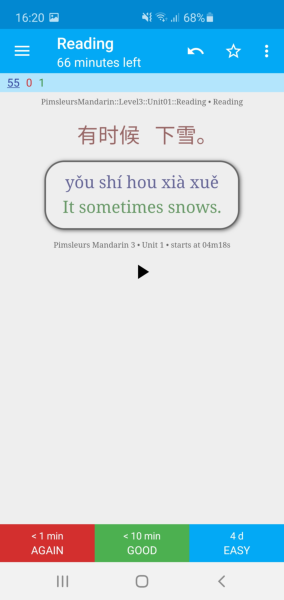 16:20 68%
Reading
66 minutes left
55 0 1
PimsleursMandarin::Level3::Unit01::Reading • Reading
有时候 下雪。
yǒu shí hou xià xuě
It sometimes snows.
Pimsleurs Mandarin 3 • Unit 1 • starts at 04m18s
< 1 min < 10 min 4 d
AGAIN GOOD EASY